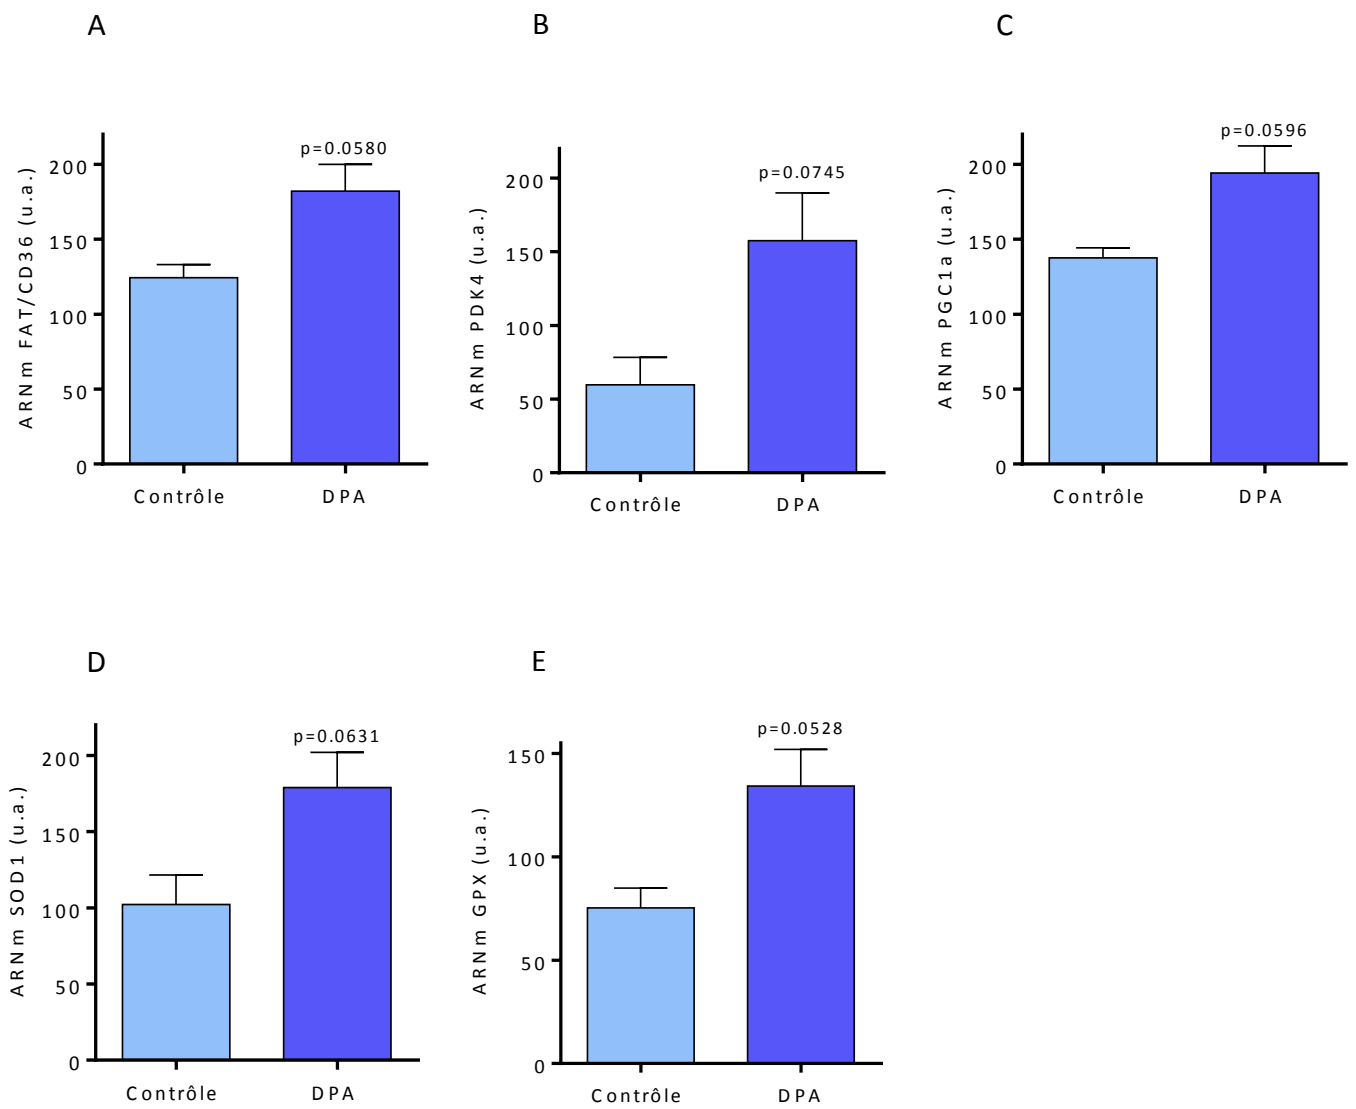 A
B
C
ARNm FAT/CD36 (u.a.)
200
150
100
50
0
p=0.0580
Contrôle
DPA
ARNm PDK4 (u.a.)
200
150
100
50
0
p=0.0745
Contrôle
DPA
ARNm PGC1a (u.a.)
200
150
100
50
0
p=0.0596
Contrôle
DPA
D
E
ARNm SOD1 (u.a.)
200
150
100
50
0
p=0.0631
Contrôle
DPA
ARNm GPX (u.a.)
150
100
50
0
p=0.0528
Contrôle
DPA